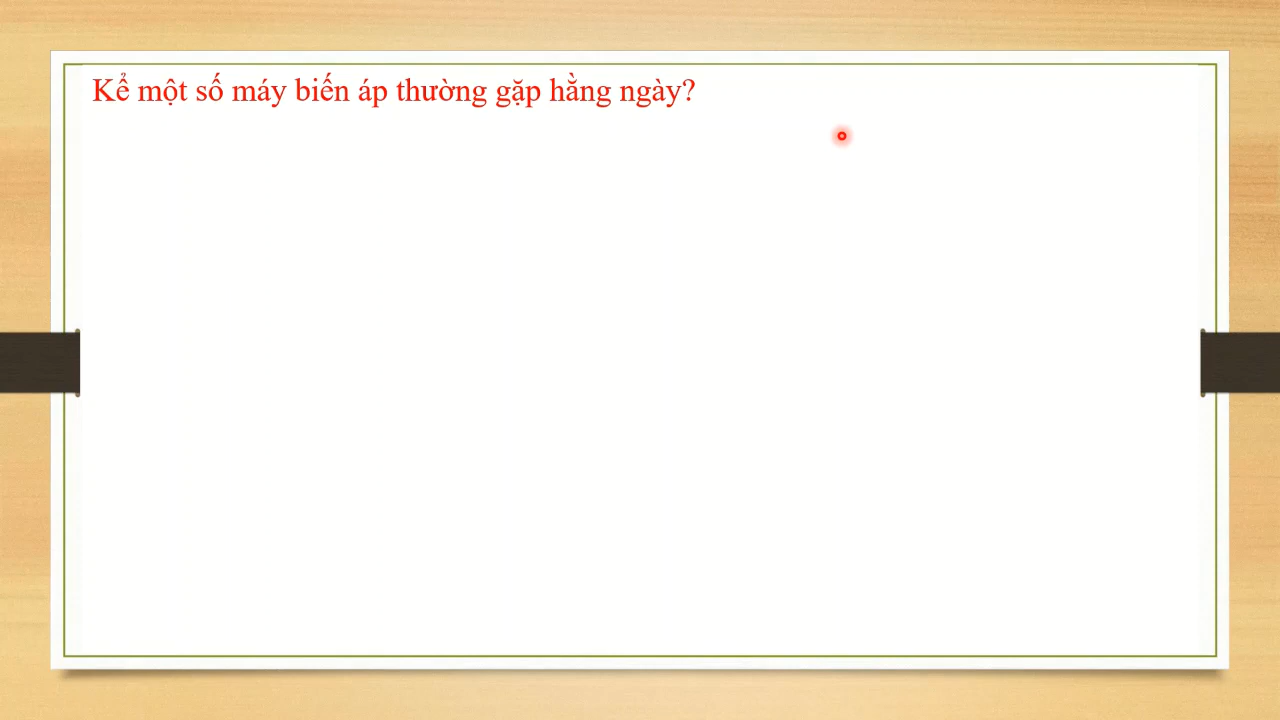 Kể một số máy biến áp thường gặp hằng ngày?